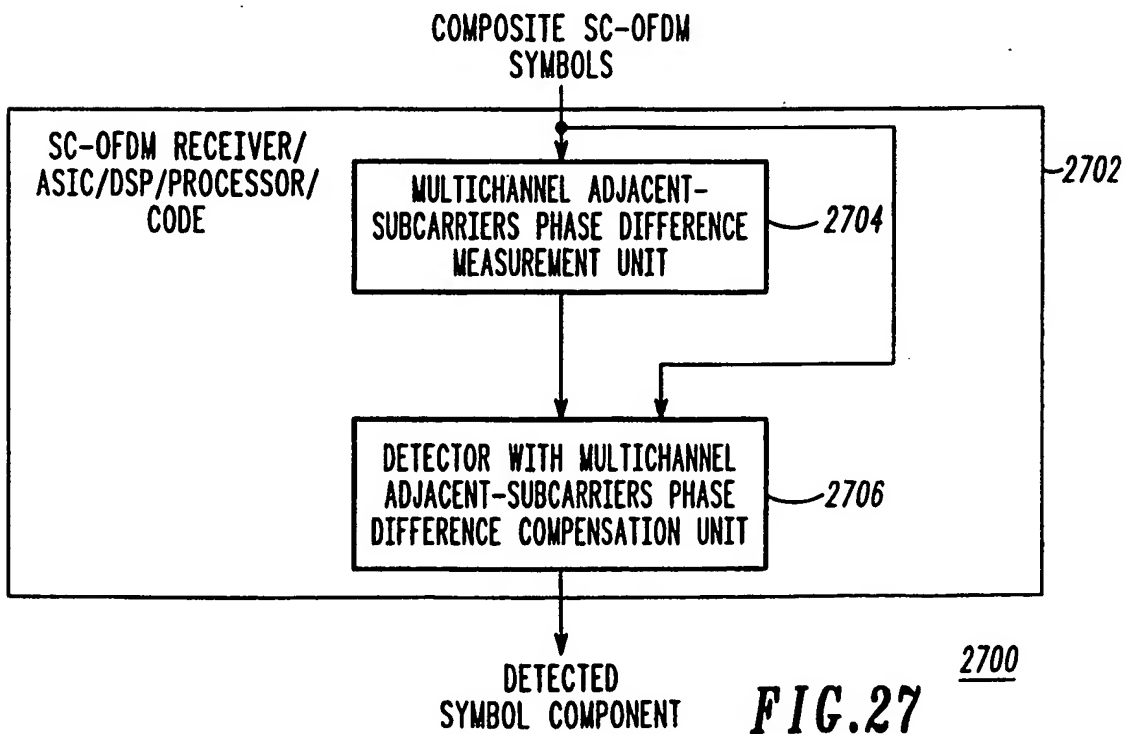 COMPOSITE SC-OFDM
SYMBOLS
SC-OFDM RECEIVER/
ASIC/DSP/PROCESSOR/
CODE
2702
MULTICHANNEL ADJACENT-
SUBCARRIERS PHASE DIFFERENCE
MEASUREMENT UNIT
2704
DETECTOR WITH MULTICHANNEL
ADJACENT-SUBCARRIERS PHASE
DIFFERENCE COMPENSATION UNIT
2706
DETECTED
SYMBOL COMPONENT
2700
FIG.27